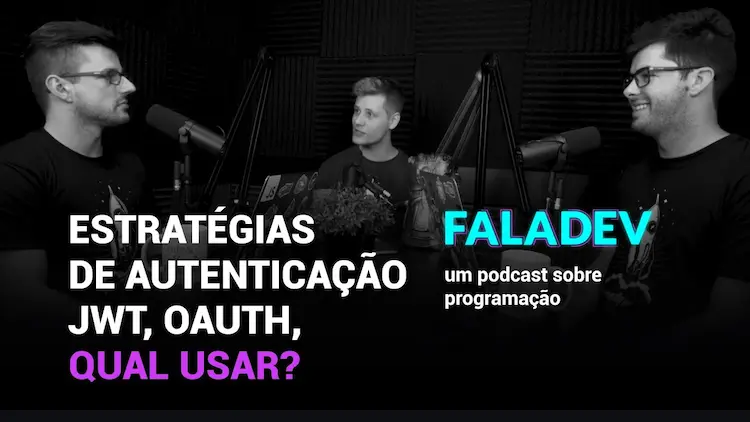 ESTRATÉGIAS
DE AUTENTICAÇÃO
JWT, OAUTH,
QUAL USAR?
FALADEV
um podcast sobre
programação